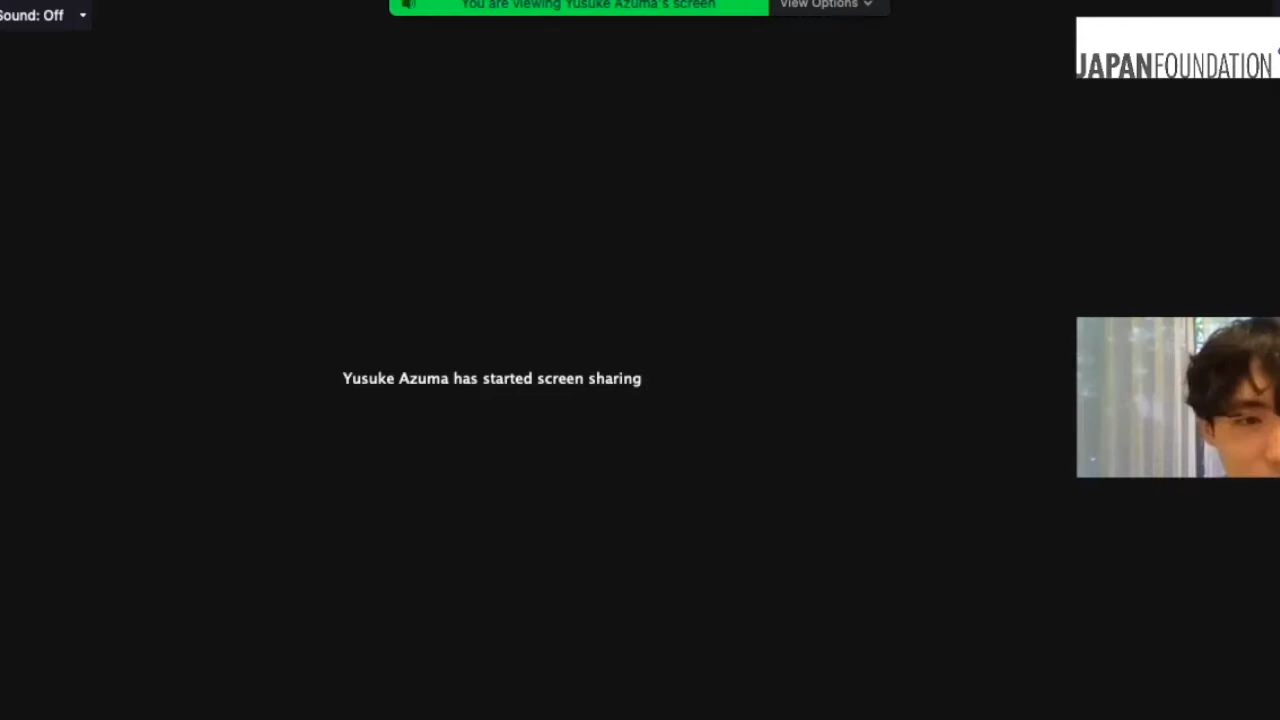 Sound: Off
You are viewing Yusuke Azuma's screen
View Options
JAPANFOUNDATION
Yusuke Azuma has started screen sharing